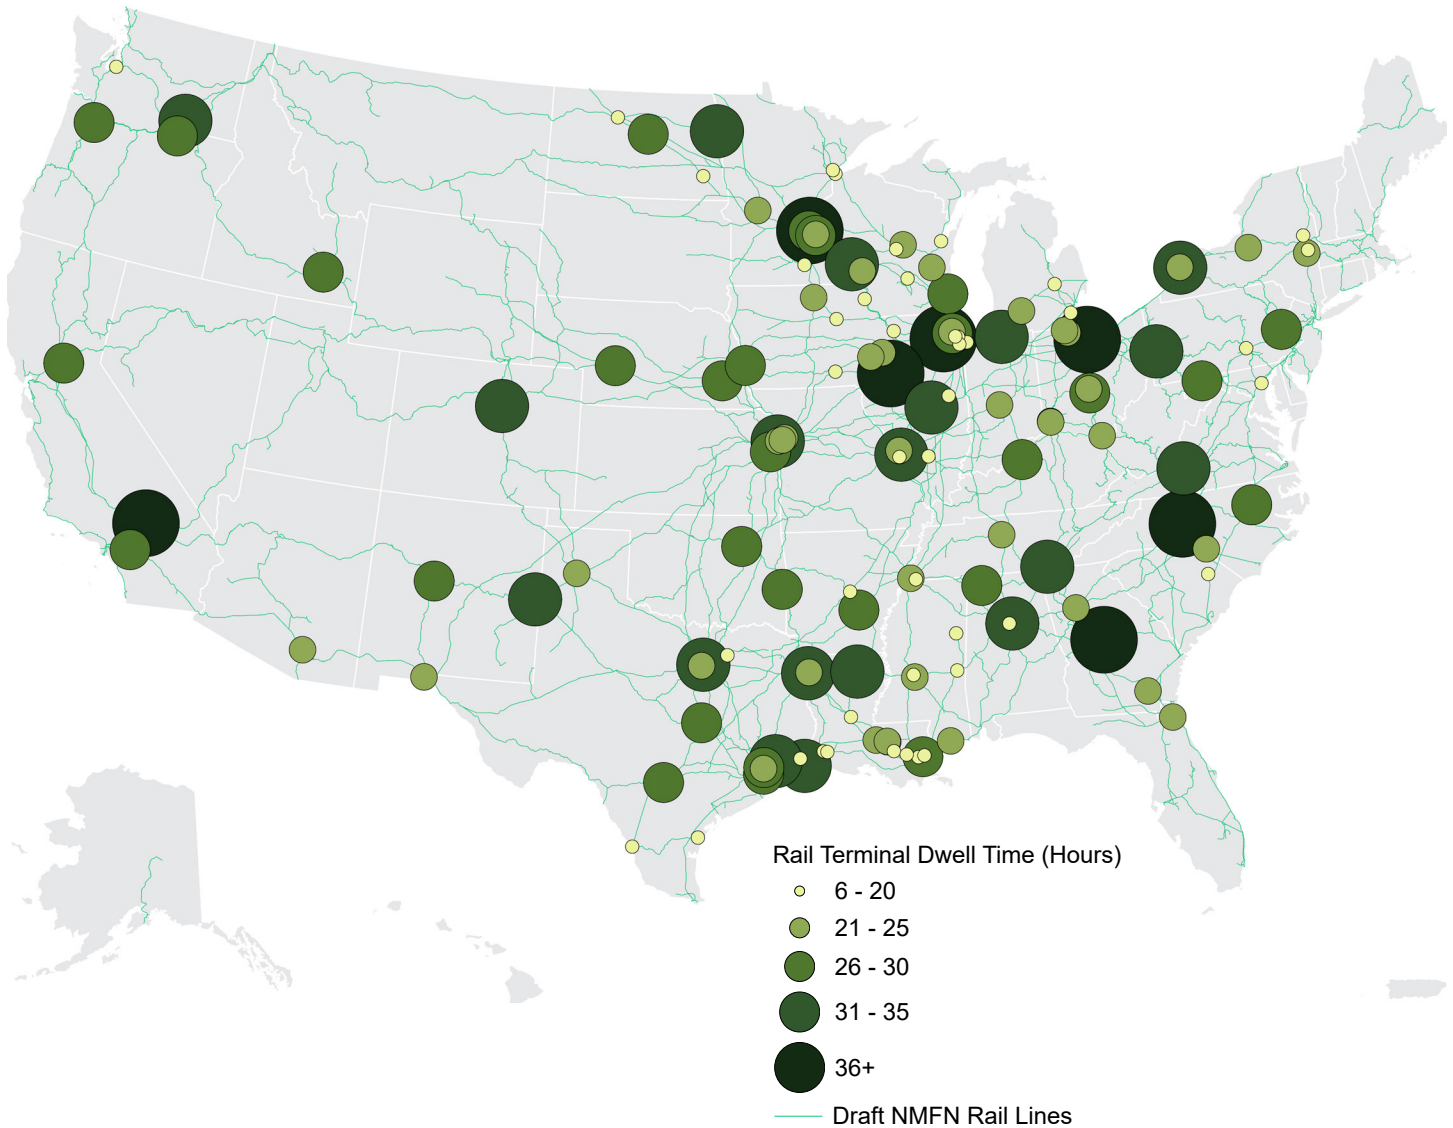 Rail Terminal Dwell Time (Hours)
6 - 20
21 - 25
26 - 30
31 - 35
36+
Draft NMFN Rail Lines